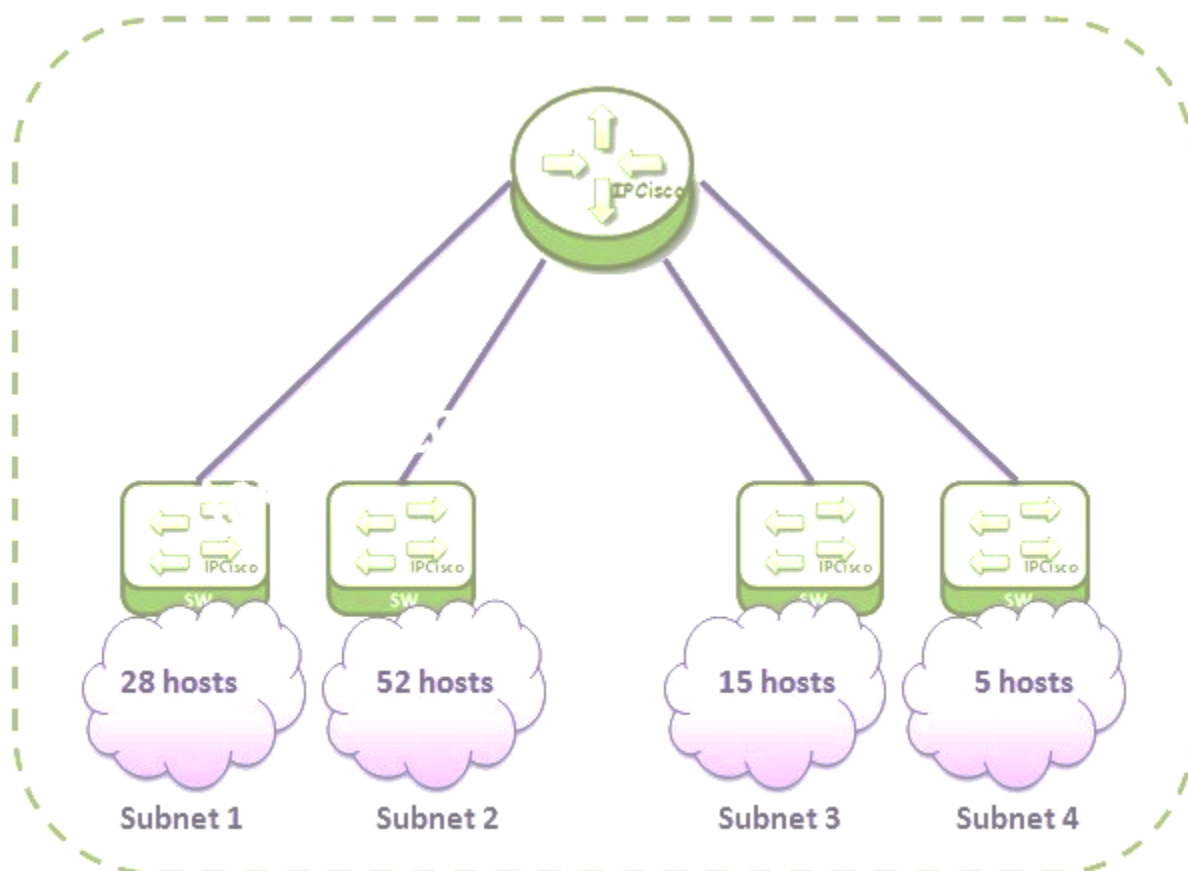 IPCisco
IPCisco
IPCisco
IPCisco
IPCisco
SW
SW
SW
SW
28 hosts
52 hosts
15 hosts
5 hosts
Subnet 1
Subnet 2
Subnet 3
Subnet 4